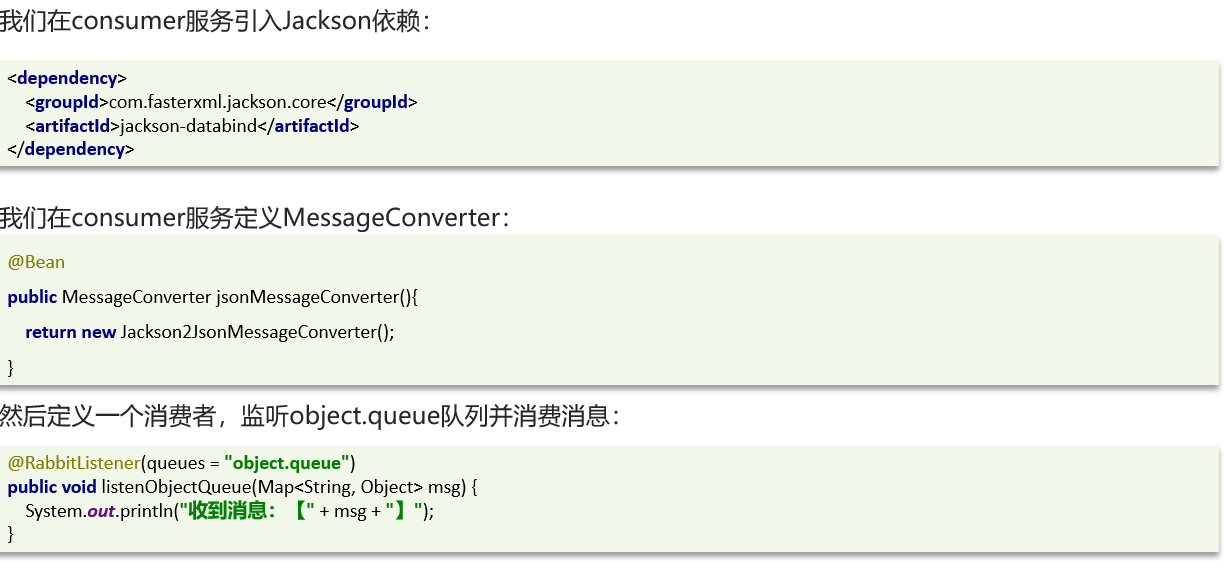 我们在consumer服务引入Jackson依赖：
<dependency>
    <groupId>com.fasterxml.jackson.core</groupId>
    <artifactId>jackson-databind</artifactId>
</dependency>
我们在consumer服务定义MessageConverter：
@Bean
public MessageConverter jsonMessageConverter(){
    return new Jackson2JsonMessageConverter();
}
然后定义一个消费者，监听object.queue队列并消费消息：
@RabbitListener(queues = "object.queue")
public void listenObjectQueue(Map<String, Object> msg) {
    System.out.println("收到消息：【" + msg + "】");
}